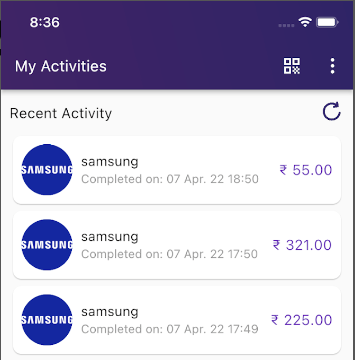 8:36
My Activities
Recent Activity
SAMSUNG
samsung
Completed on: 07 Apr. 22 18:50
₹ 55.00
SAMSUNG
samsung
Completed on: 07 Apr. 22 17:50
₹ 321.00
SAMSUNG
samsung
Completed on: 07 Apr. 22 17:49
₹ 225.00